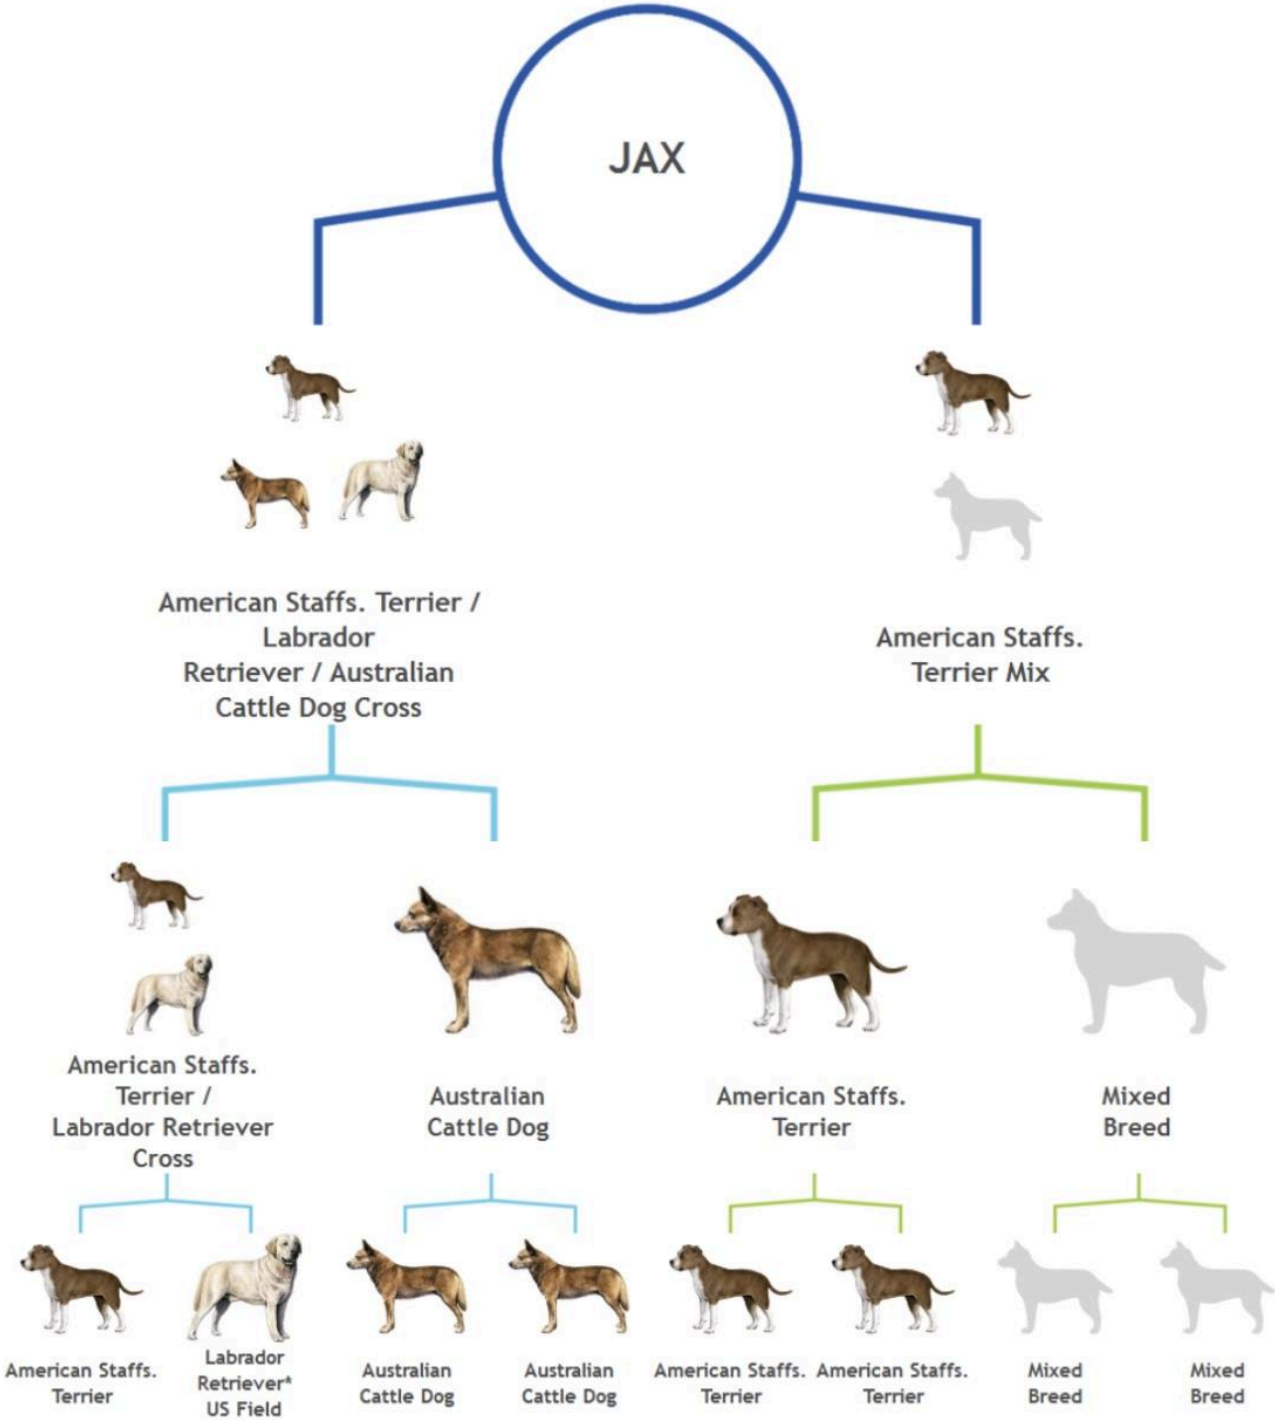 JAX
American Staffs. Terrier /
Labrador
Retriever / Australian
Cattle Dog Cross
American Staffs.
Terrier Mix
American Staffs.
Terrier /
Labrador Retriever
Cross
Australian
Cattle Dog
American Staffs.
Terrier
Mixed
Breed
American Staffs.
Terrier
Labrador
Retriever*
US Field
Australian
Cattle Dog
Australian
Cattle Dog
American Staffs.
Terrier
American Staffs.
Terrier
Mixed
Breed
Mixed
Breed